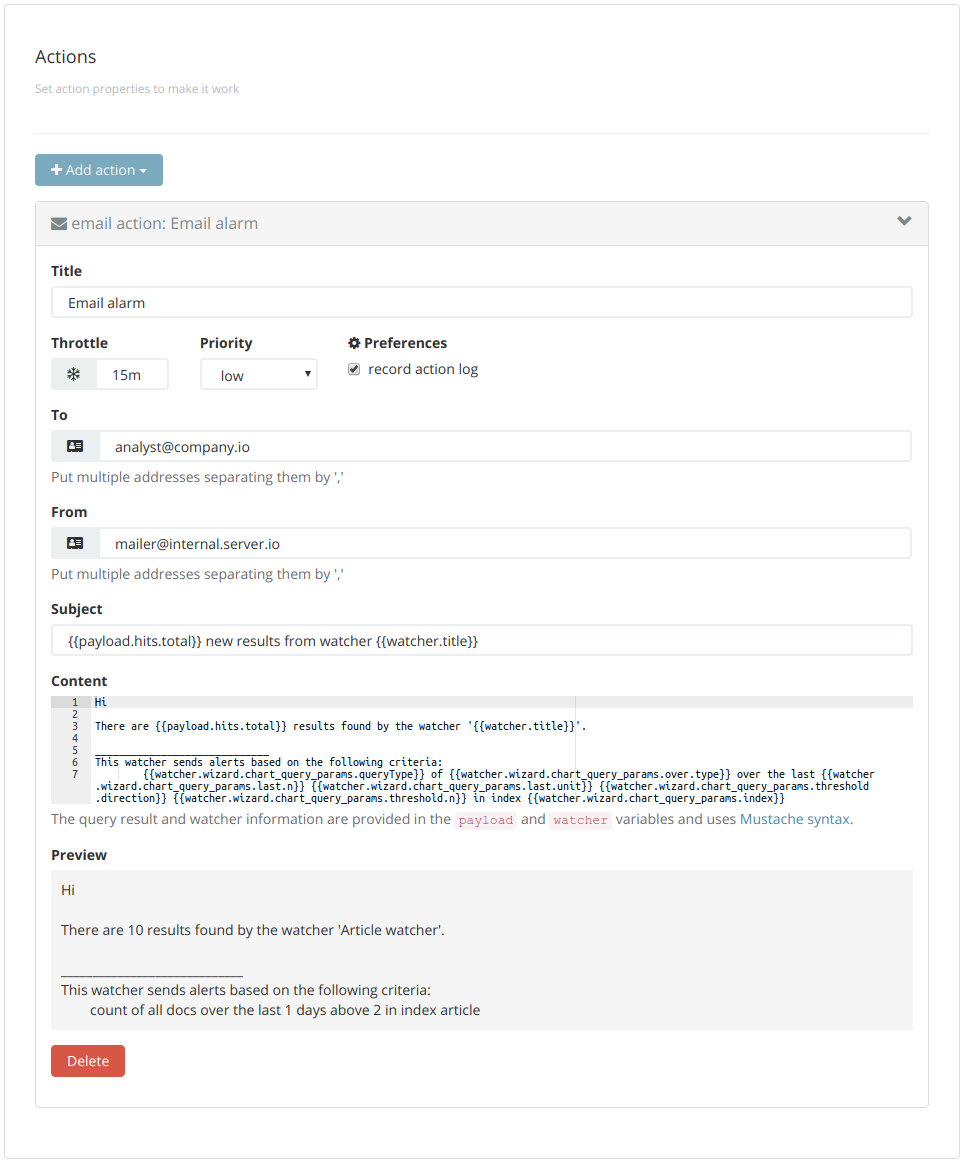 Actions
Set action properties to make it work
Add action
email action: Email alarm
Title
Email alarm
Throttle Priority Preferences
15m low record action log
To
analyst@company.io
Put multiple addresses separating them by ','
From
mailer@internal.server.io
Put multiple addresses separating them by ','
Subject
{{payload.hits.total}} new results from watcher {{watcher.title}}
Content
1 Hi
2
3 There are {{payload.hits.total}} results found by the watcher '{{watcher.title}}'.
4
5 ____________________________
6 This watcher sends alerts based on the following criteria:
7 {{watcher.wizard.chart_query_params.queryType}} of {{watcher.wizard.chart_query_params.over.type}} over the last {{watcher
.wizard.chart_query_params.last.n}} {{watcher.wizard.chart_query_params.last.unit}} {{watcher.wizard.chart_query_params.threshold
.direction}} {{watcher.wizard.chart_query_params.threshold.n}} in index {{watcher.wizard.chart_query_params.index}}
The query result and watcher information are provided in the payload and watcher variables and uses Mustache syntax.
Preview
Hi
There are 10 results found by the watcher 'Article watcher'.
____________________________
This watcher sends alerts based on the following criteria:
count of all docs over the last 1 days above 2 in index article
Delete